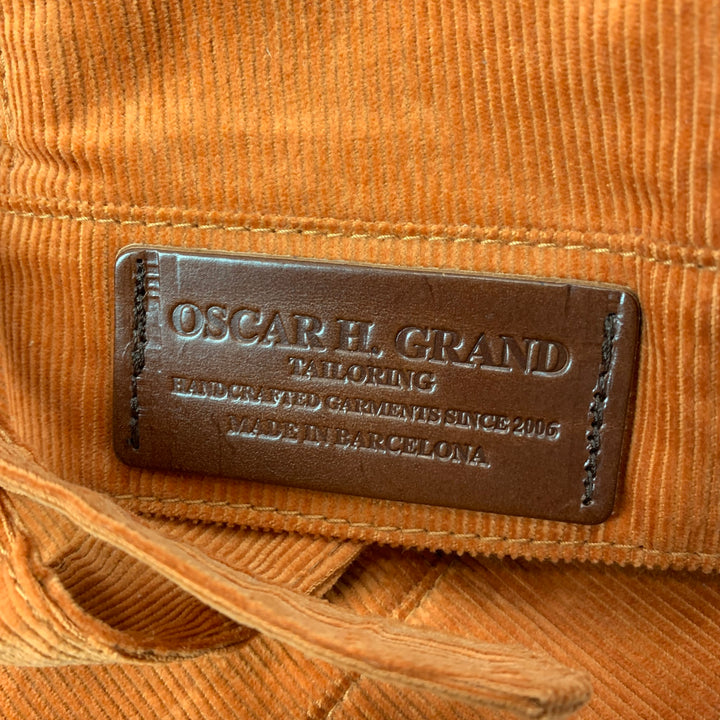 OSCAR H. GRAND
TAILORING
HANDCRAFTED GARMENTS SINCE 2006
MADE IN BARCELONA